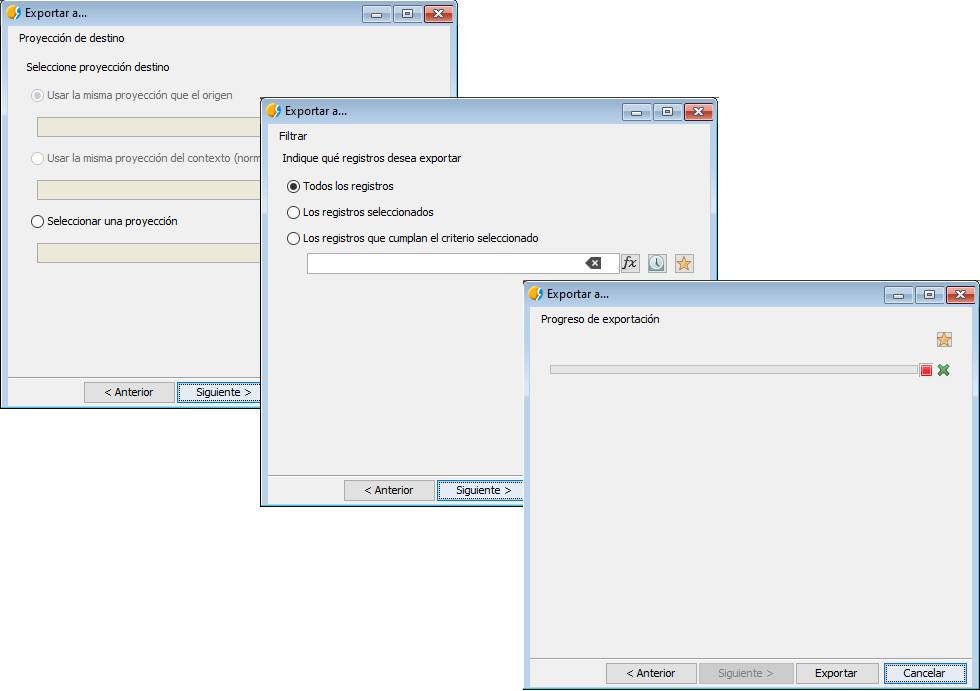 Exportar a...
Proyección de destino
Seleccione proyección destino
Usar la misma proyección que el origen
Usar la misma proyección del contexto (norm
Seleccionar una proyección
< Anterior
Siguiente >
Exportar a...
Filtrar
Indique qué registros desea exportar
Todos los registros
Los registros seleccionados
Los registros que cumplan el criterio seleccionado
fx
< Anterior
Siguiente >
Exportar a...
Progreso de exportación
< Anterior
Siguiente >
Exportar
Cancelar